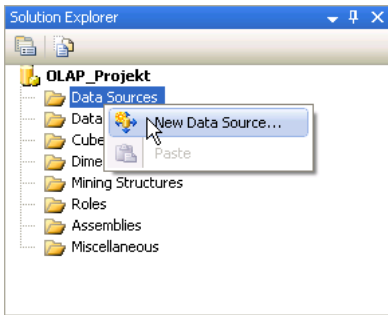 Solution Explorer
OLAP_Projekt
Data Sources
Data
New Data Source...
Cube
Paste
Dime
Mining Structures
Roles
Assemblies
Miscellaneous